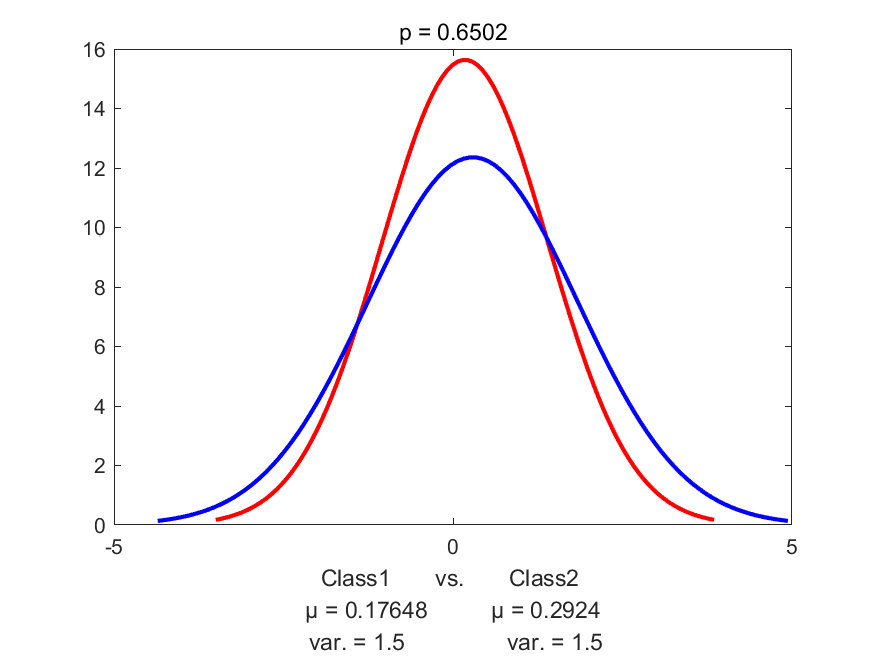 p = 0.6502
16
14
12
10
8
6
4
2
0
-5 0 5
Class1 vs. Class2
μ = 0.17648 μ = 0.2924
var. = 1.5 var. = 1.5